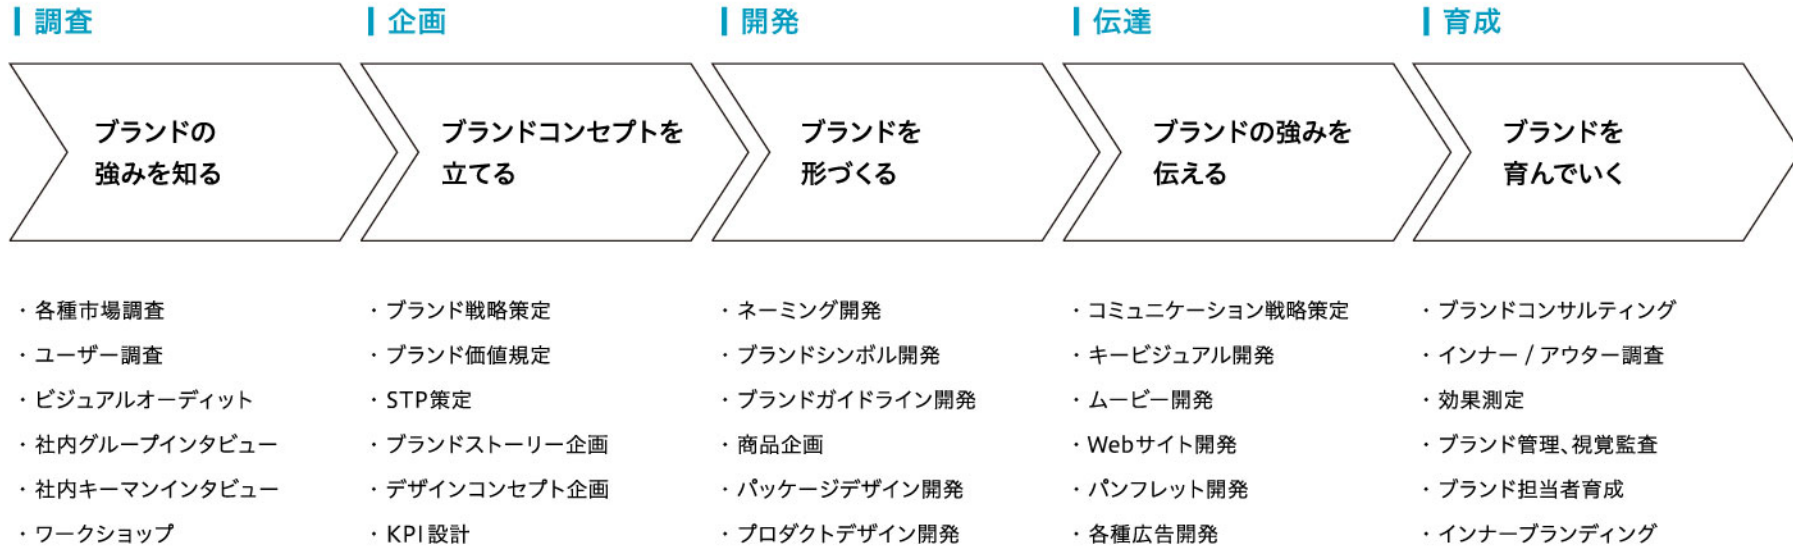 調査
ブランドの
強みを知る
・各種市場調査
・ユーザー調査
・ビジュアルオーディット
・社内グループインタビュー
・社内キーマンインタビュー
・ワークショップ
企画
ブランドコンセプトを
立てる
・ブランド戦略策定
・ブランド価値規定
・STP策定
・ブランドストーリー企画
・デザインコンセプト企画
・KPI設計
開発
ブランドを
形づくる
・ネーミング開発
・ブランドシンボル開発
・ブランドガイドライン開発
・商品企画
・パッケージデザイン開発
・プロダクトデザイン開発
伝達
ブランドの強みを
伝える
・コミュニケーション戦略策定
・キービジュアル開発
・ムービー開発
・Webサイト開発
・パンフレット開発
・各種広告開発
育成
ブランドを
育んでいく
・ブランドコンサルティング
・インナー / アウター調査
・効果測定
・ブランド管理、視覚監査
・ブランド担当者育成
・インナーブランディング